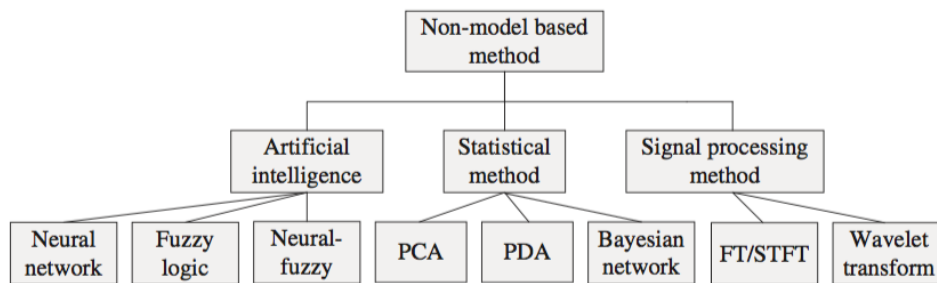 Non-model based
method
Artificial
intelligence
Statistical
method
Signal processing
method
Neural
network
Fuzzy
logic
Neural-
fuzzy
PCA
PDA
Bayesian
network
FT/STFT
Wavelet
transform